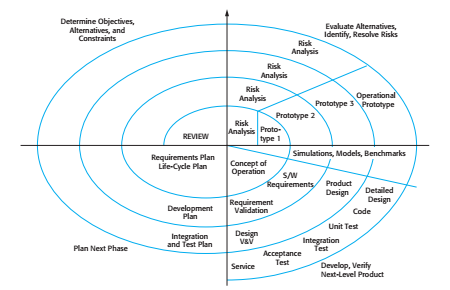 Determine Objectives,
Alternatives, and
Constraints
Evaluate Alternatives,
Identify, Resolve Risks
Risk
Analysis
Risk
Analysis
Risk
Analysis
Risk
Analysis
Proto-
type 1
Prototype 2
Prototype 3
Operational
Prototype
REVIEW
Requirements Plan
Life-Cycle Plan
Concept of
Operation
Simulations, Models, Benchmarks
S/W
Requirements
Product
Design
Detailed
Design
Development
Plan
Requirement
Validation
Code
Unit Test
Integration
and Test Plan
Design
V&V
Integration
Test
Acceptance
Test
Service
Plan Next Phase
Develop, Verify
Next-Level Product